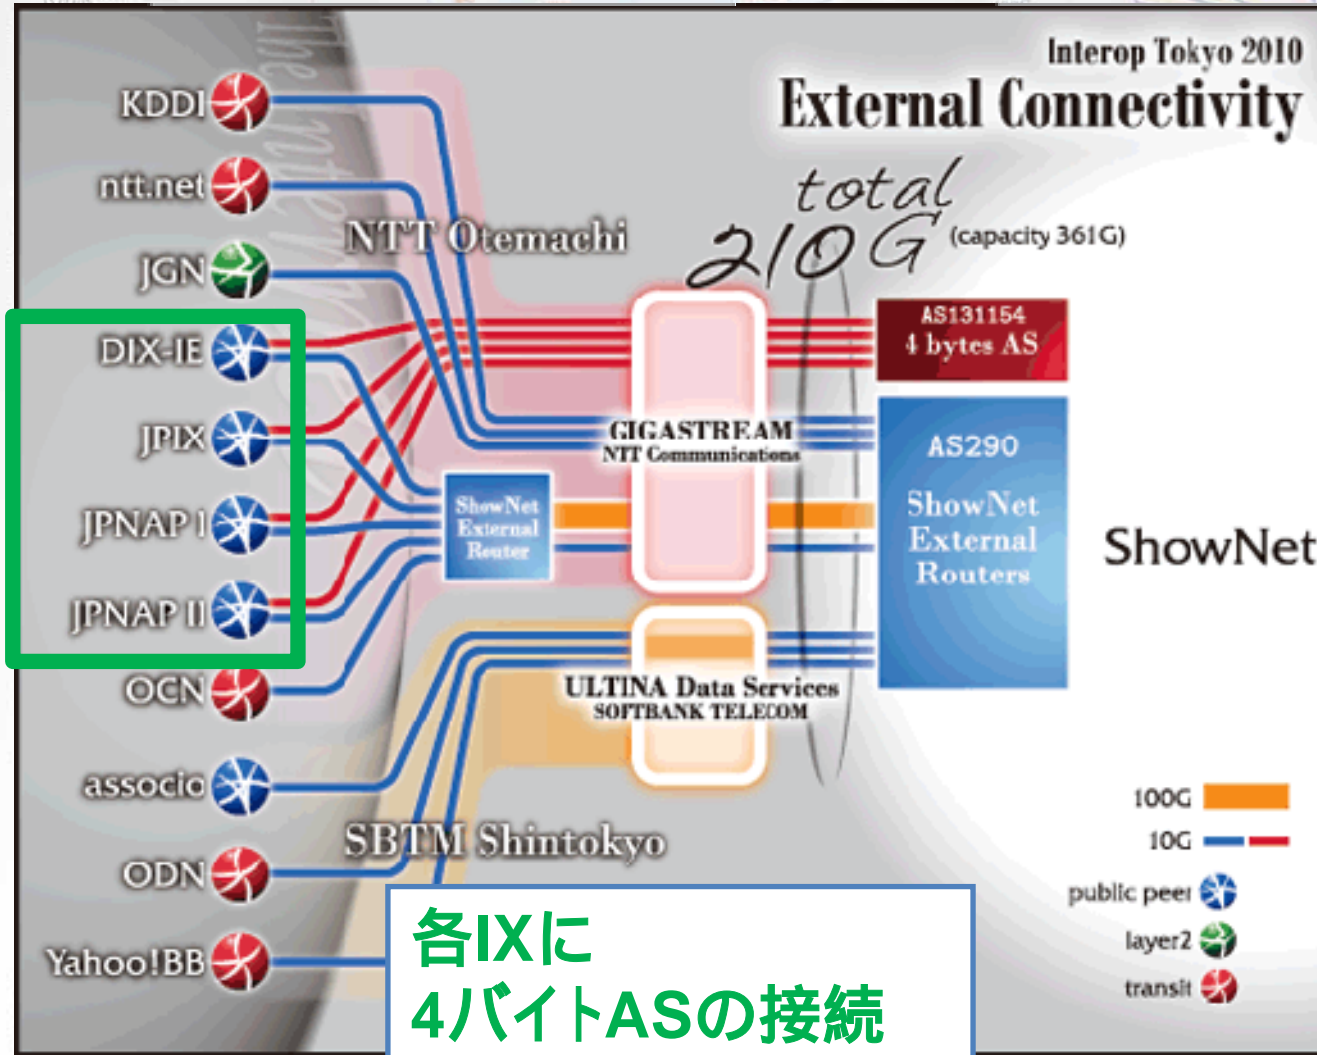 Interop Tokyo 2010
External Connectivity
KDDI
ntt.net
JGN
DIX-IE
JPIX
JPNAP I
JPNAP II
OCN
associo
ODN
Yahoo!BB
NTT Otemachi
total
210G (capacity 361G)
AS131154
4 bytes AS
GIGASTREAM
NTT Communications
AS290
ShowNet
External
Routers
ShowNet
External
Router
ShowNet
ULTINA Data Services
SOFTBANK TELECOM
SBTM Shintokyo
100G
10G
public peer
layer2
transit
各IXに
4バイトASの接続